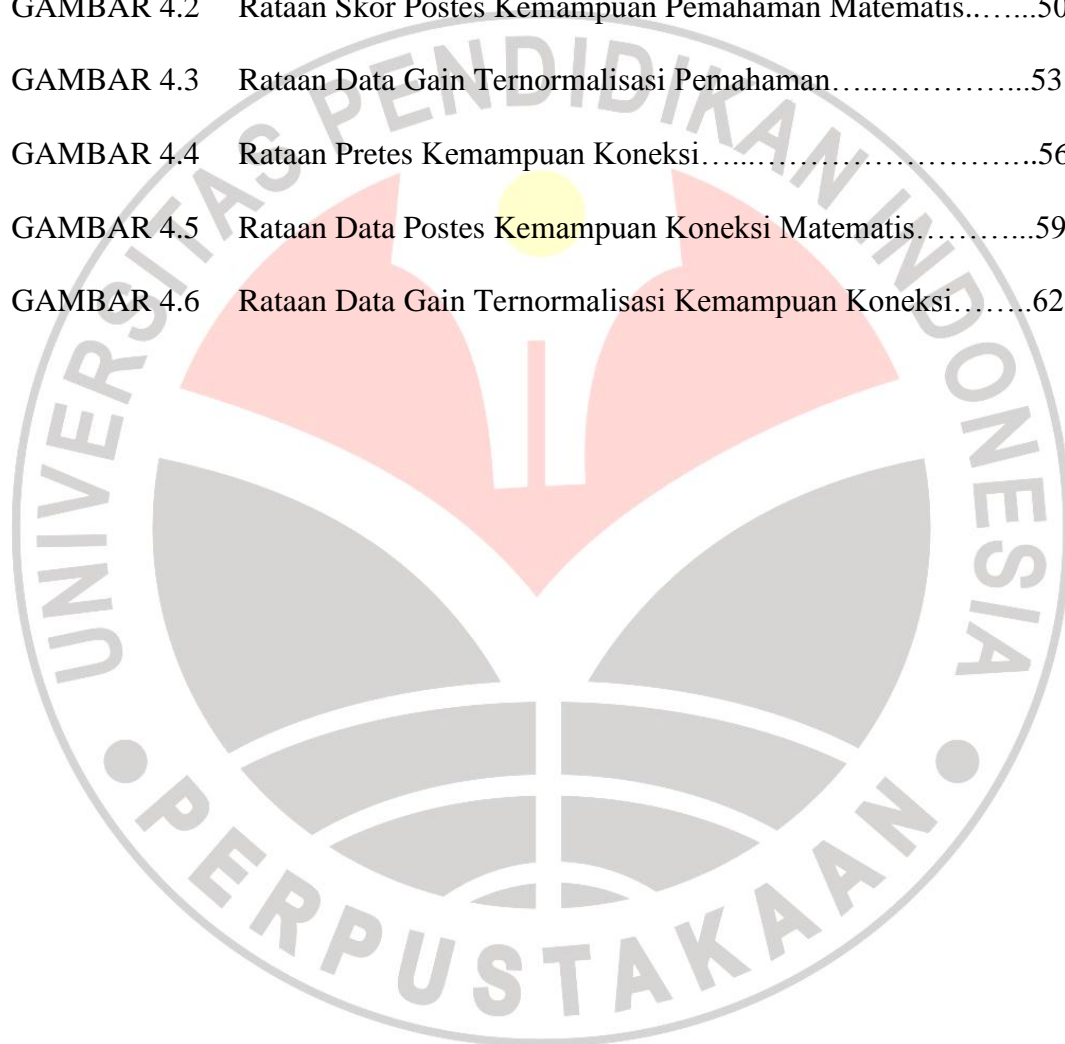 GAMBAR 4.2 Rataan Skor Postes Kemampuan Pemahaman Matematis..…...50
GAMBAR 4.3 Rataan Data Gain Ternormalisasi Pemahaman…..…………...53
GAMBAR 4.4 Rataan Pretes Kemampuan Koneksi…...……………………..56
GAMBAR 4.5 Rataan Data Postes Kemampuan Koneksi Matematis………...59
GAMBAR 4.6 Rataan Data Gain Ternormalisasi Kemampuan Koneksi……..62
UNIVERSITAS PENDIDIKAN INDONESIA
PERPUSTAKAAN